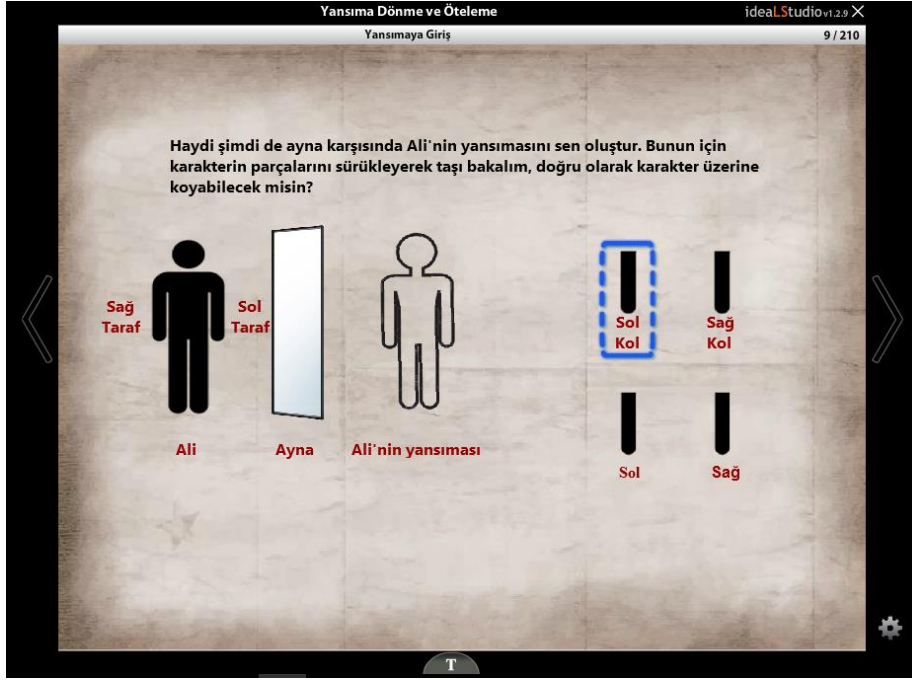 Yansıma Dönme ve Öteleme
ideaLStudiov1.2.9
Yansımaya Giriş
9 / 210
Haydi şimdi de ayna karşısında Ali'nin yansımasını sen oluştur. Bunun için
karakterin parçalarını sürükleyerek taşı bakalım, doğru olarak karakter üzerine
koyabilecek misin?
Sağ
Taraf
Sol
Taraf
Sol
Kol
Sağ
Kol
Ali
Ayna
Ali'nin yansıması
Sol
Sağ
T